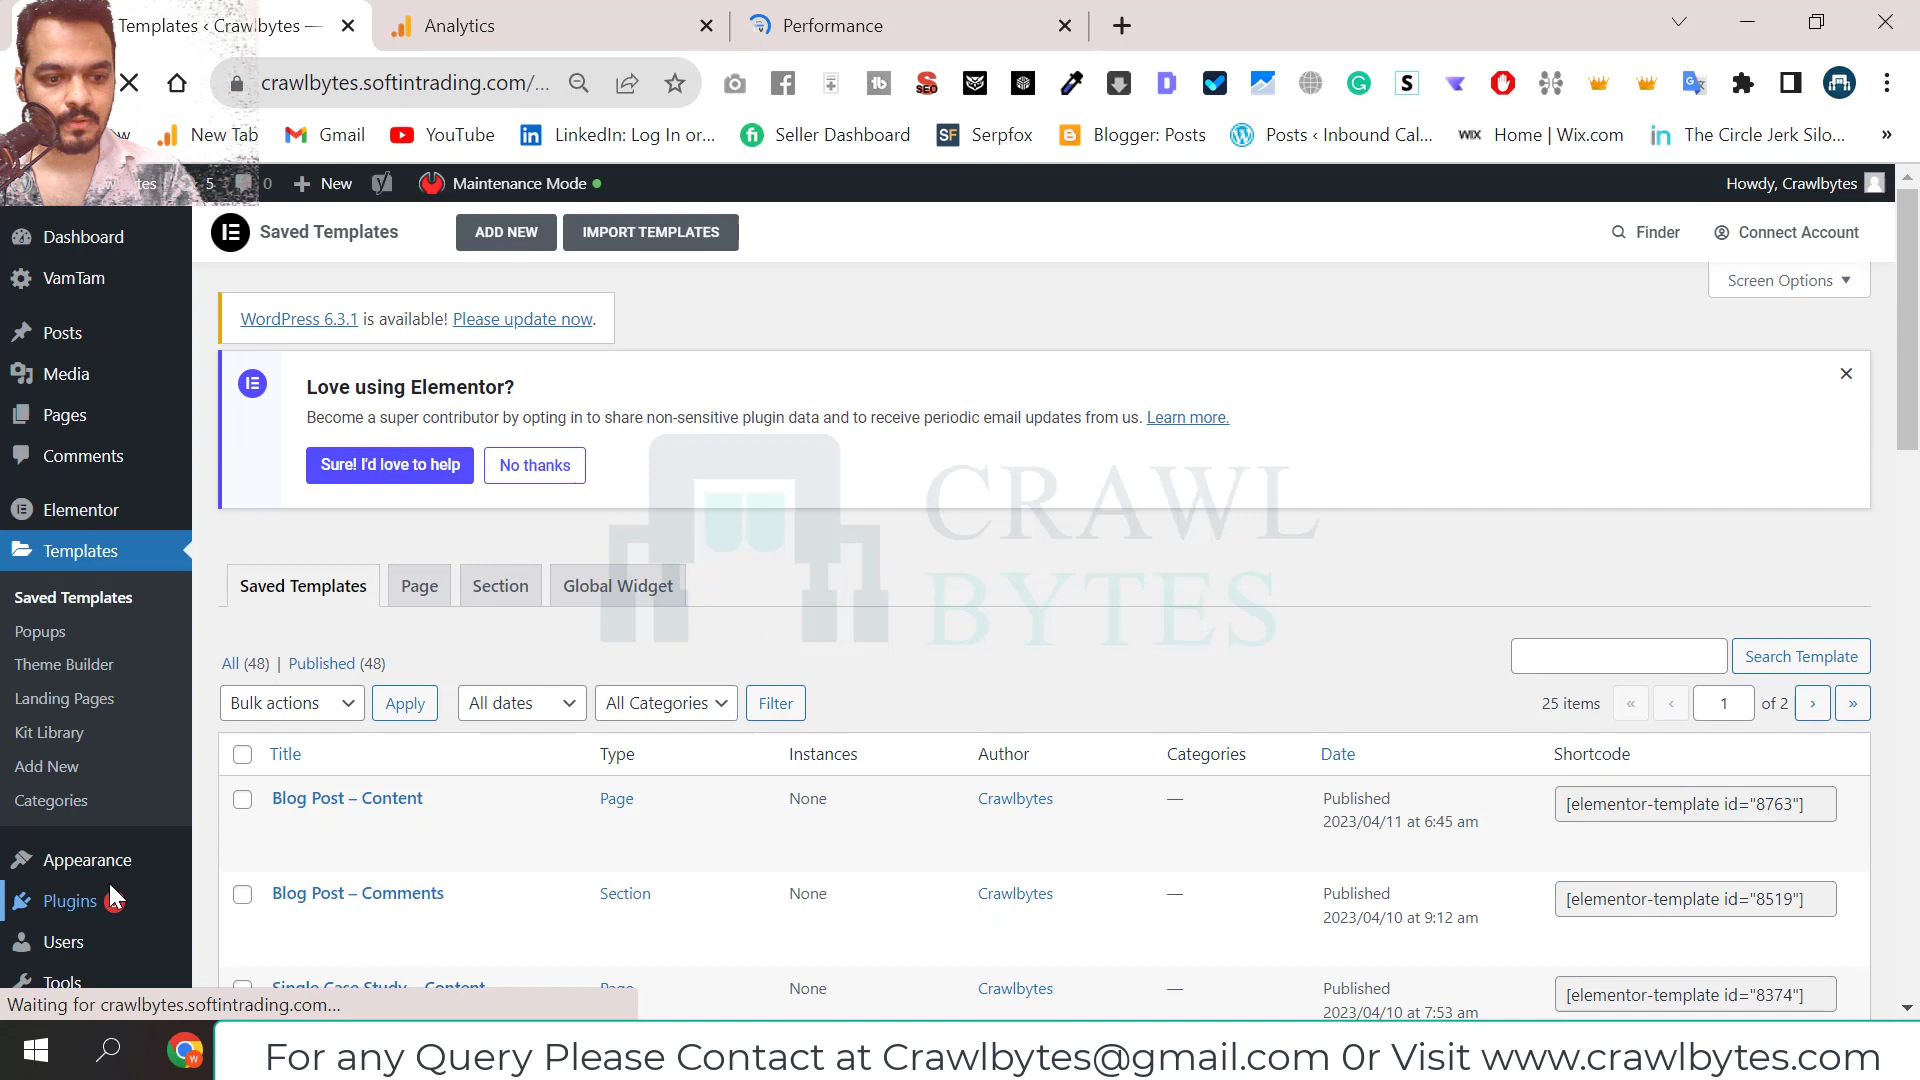 Templates ‹ Crawlbytes —
Analytics
Performance
crawlbytes.softintrading.com/...
New Tab
Gmail
YouTube
LinkedIn: Log In or...
Seller Dashboard
Serpfox
Blogger: Posts
Posts ‹ Inbound Cal...
WIX Home | Wix.com
The Circle Jerk Silo...
»
5
0
New
Maintenance Mode
Howdy, Crawlbytes
Dashboard
VamTam
Posts
Media
Pages
Comments
Elementor
Templates
Saved Templates
Popups
Theme Builder
Landing Pages
Kit Library
Add New
Categories
Appearance
Plugins
Users
Tools
Saved Templates
ADD NEW
IMPORT TEMPLATES
Finder
Connect Account
Screen Options
WordPress 6.3.1 is available! Please update now.
Love using Elementor?
Become a super contributor by opting in to share non-sensitive plugin data and to receive periodic email updates from us. Learn more.
Sure! I'd love to help
No thanks
CRAWL
BYTES
Saved Templates
Page
Section
Global Widget
All (48) | Published (48)
Search Template
Bulk actions
Apply
All dates
All Categories
Filter
25 items « ‹ 1 of 2 › »
Title Type Instances Author Categories Date Shortcode
Blog Post – Content Page None Crawlbytes — Published [elementor-template id="8763"]
2023/04/11 at 6:45 am
Blog Post – Comments Section None Crawlbytes — Published [elementor-template id="8519"]
2023/04/10 at 9:12 am
Single Case Study – Content Page None Crawlbytes — Published [elementor-template id="8374"]
2023/04/10 at 7:53 am
Waiting for crawlbytes.softintrading.com...
For any Query Please Contact at Crawlbytes@gmail.com 0r Visit www.crawlbytes.com